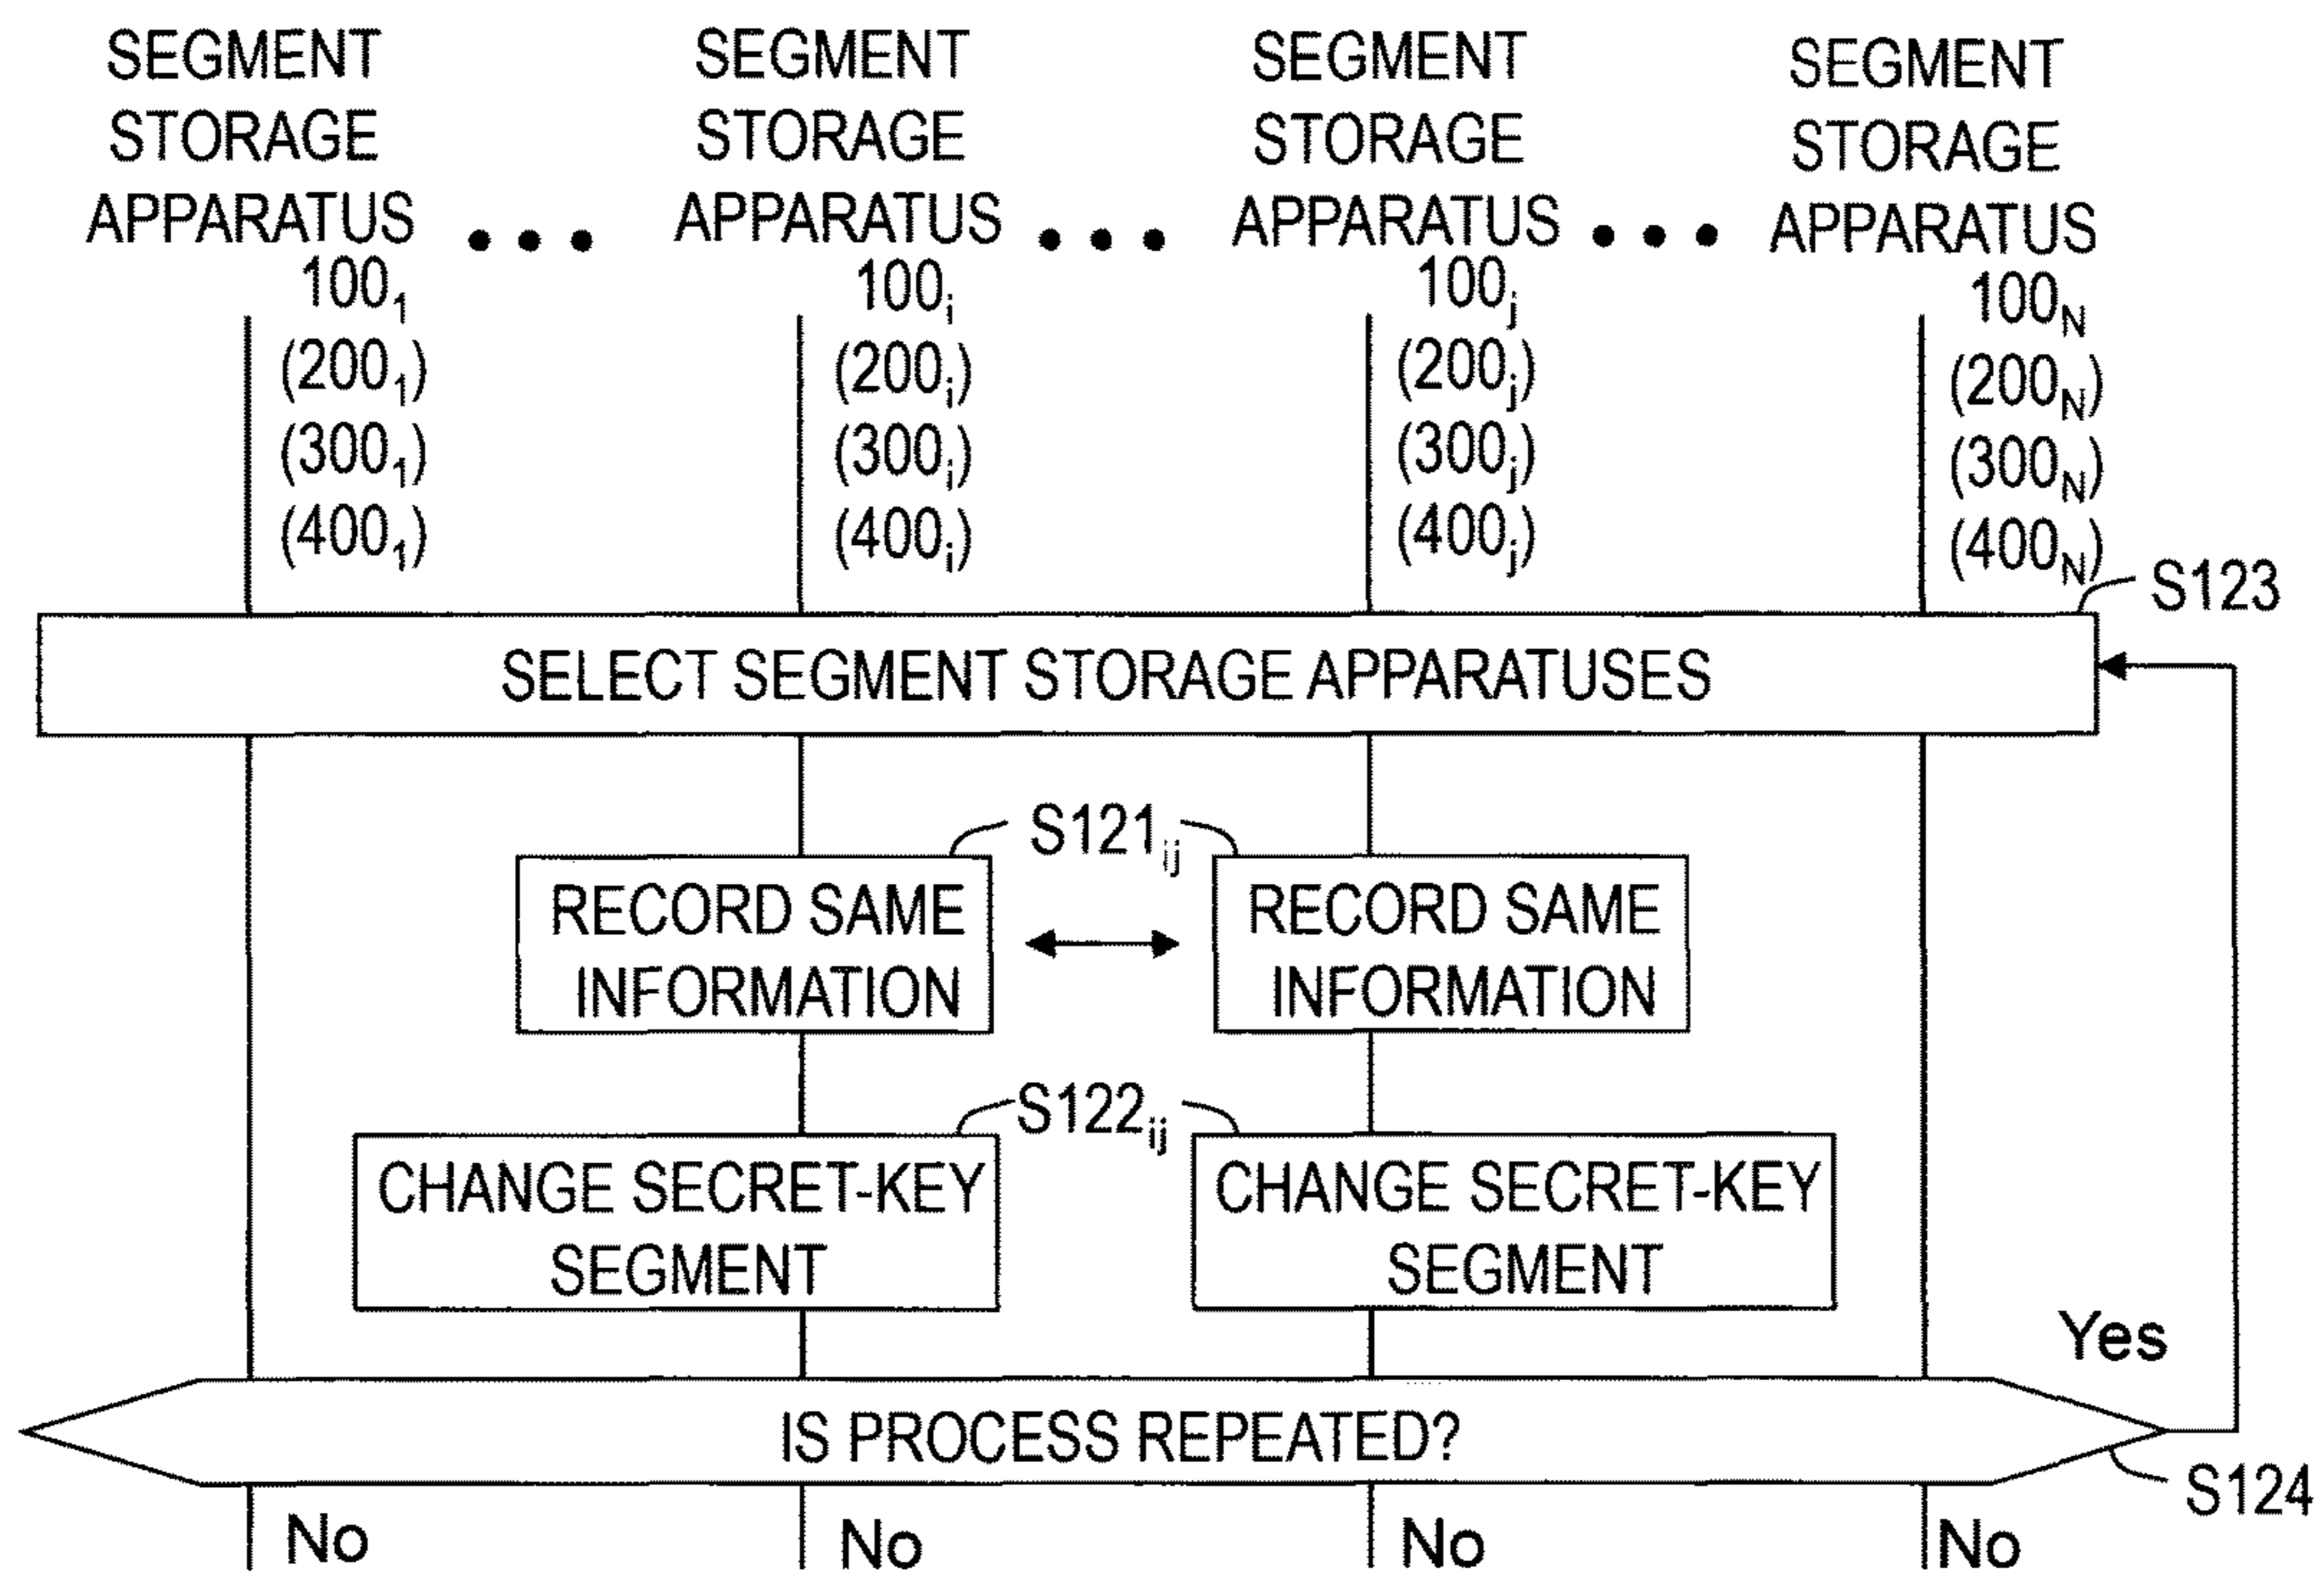 SEGMENT
STORAGE
APPARATUS
100₁
(200₁)
(300₁)
(400₁)
SEGMENT
STORAGE
APPARATUS
100ᵢ
(200ᵢ)
(300ᵢ)
(400ᵢ)
SEGMENT
STORAGE
APPARATUS
100ⱼ
(200ⱼ)
(300ⱼ)
(400ⱼ)
SEGMENT
STORAGE
APPARATUS
100N
(200N)
(300N)
(400N)
• • •
• • •
• • •
S123
SELECT SEGMENT STORAGE APPARATUSES
S121ᵢⱼ
RECORD SAME
INFORMATION
RECORD SAME
INFORMATION
S122ᵢⱼ
CHANGE SECRET-KEY
SEGMENT
CHANGE SECRET-KEY
SEGMENT
Yes
IS PROCESS REPEATED?
S124
No
No
No
No